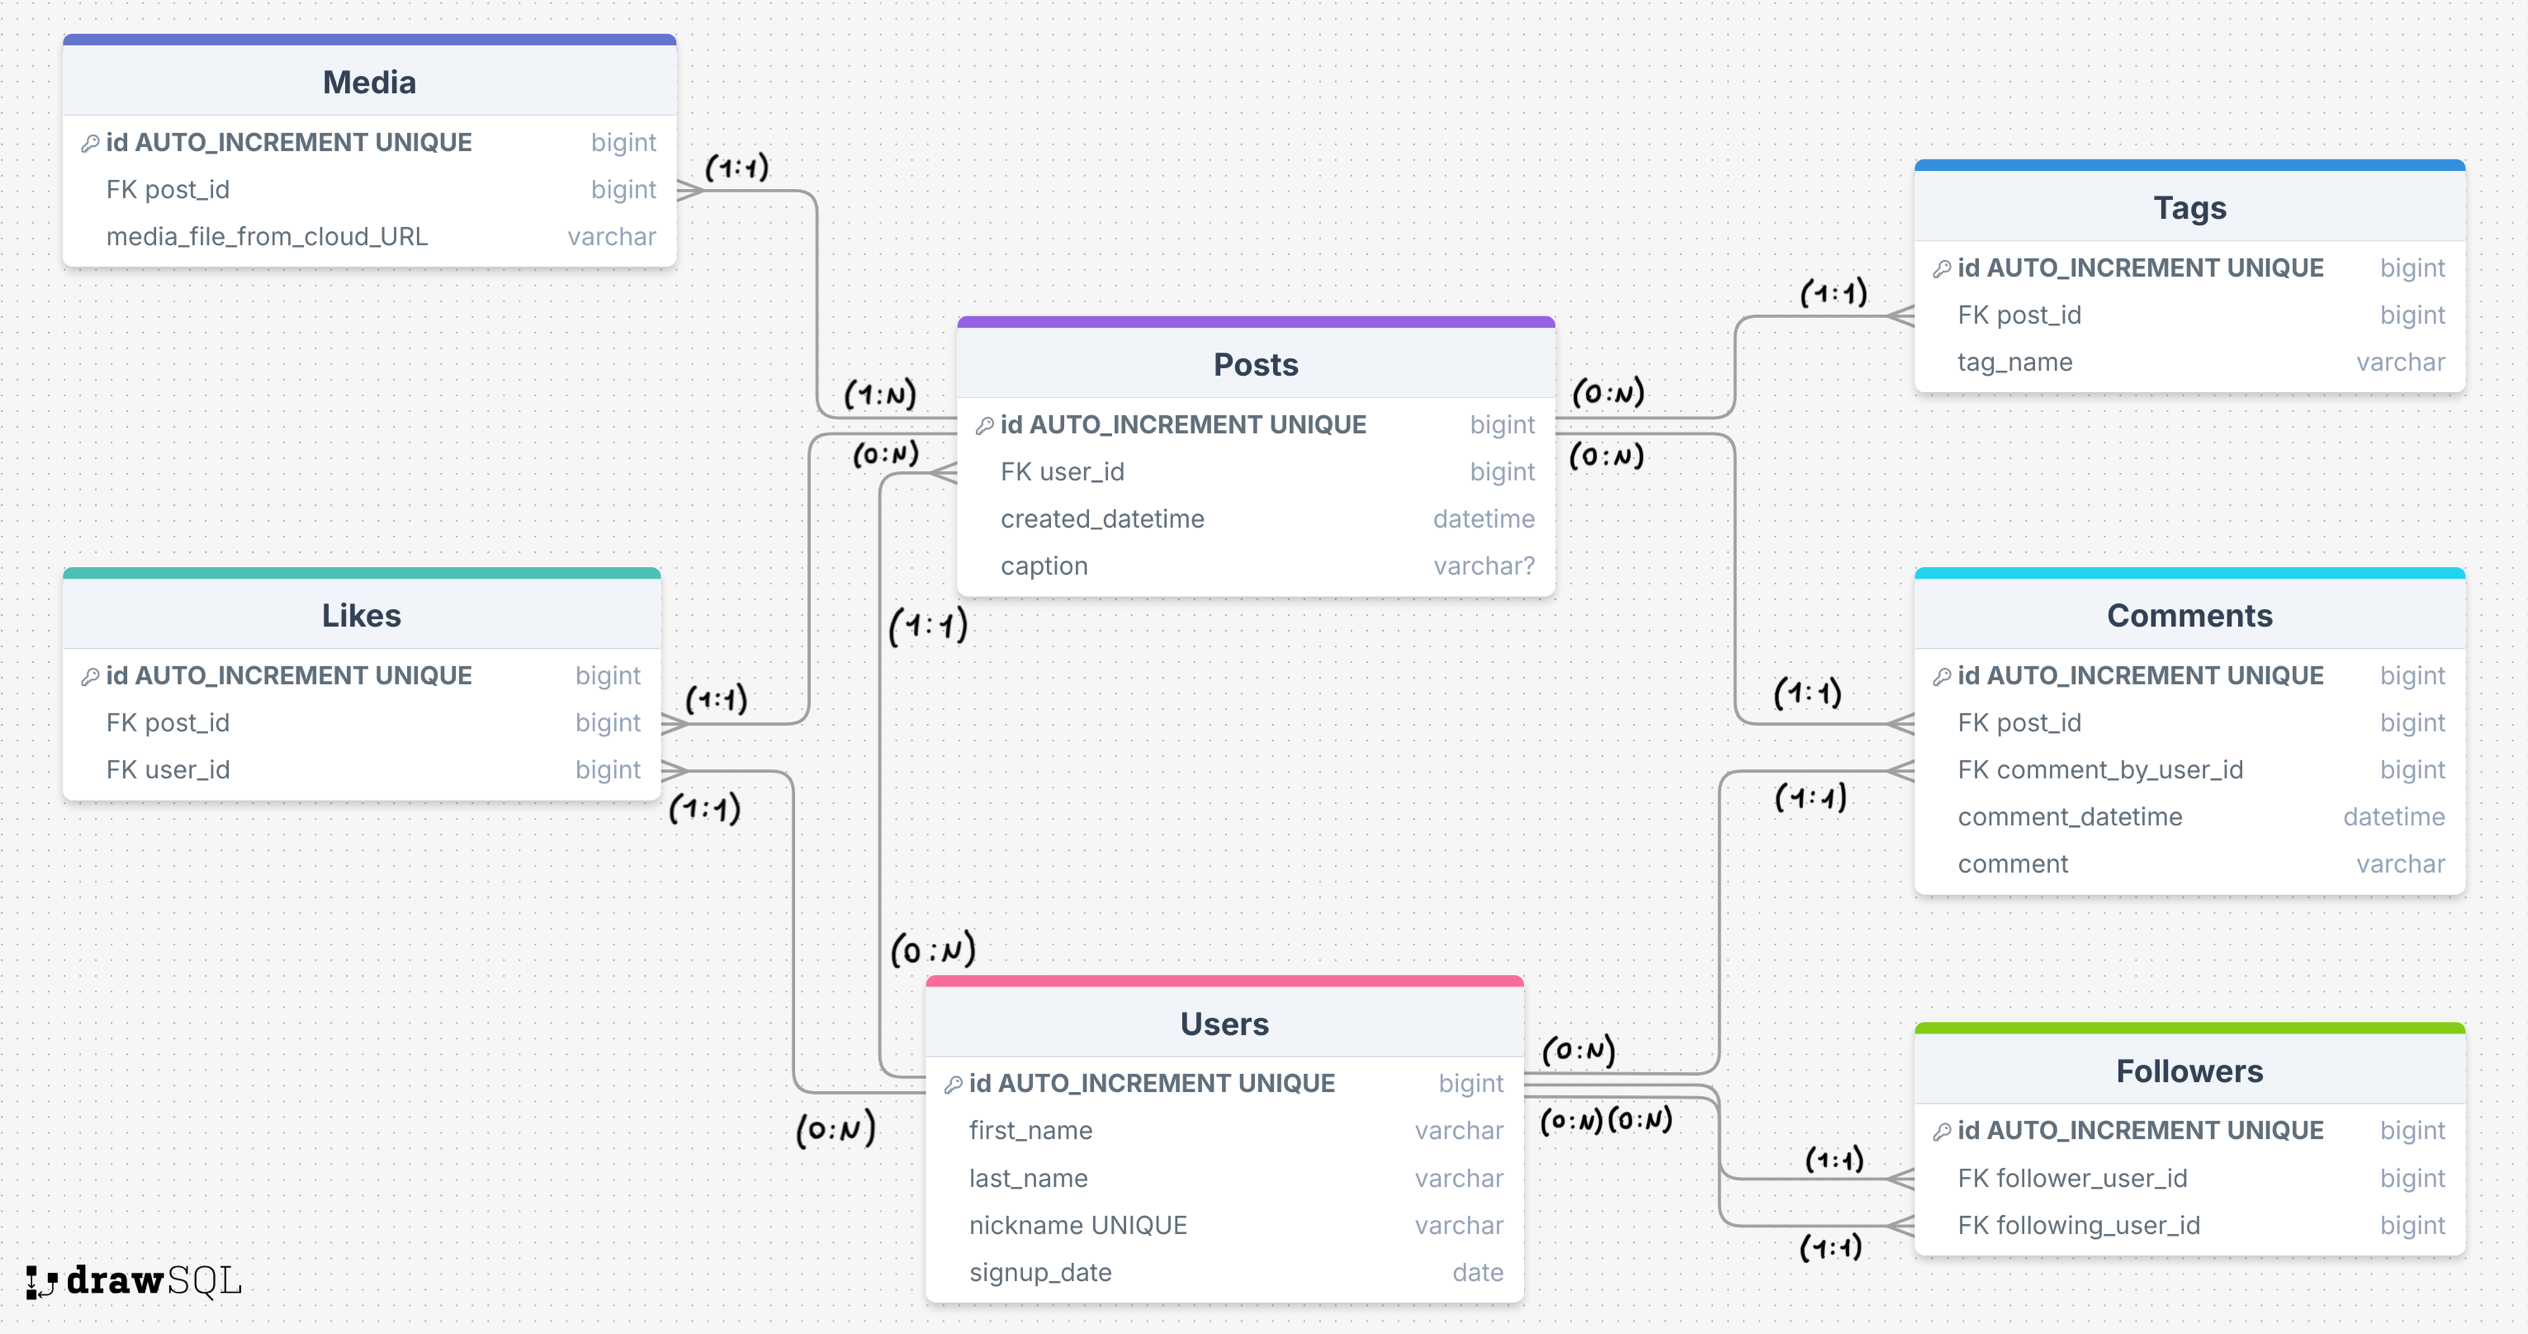 Media
id AUTO_INCREMENT UNIQUE bigint
FK post_id bigint
media_file_from_cloud_URL varchar
(1:1)
(1:N)
(0:N)
Likes
id AUTO_INCREMENT UNIQUE bigint
FK post_id bigint
FK user_id bigint
(1:1)
(1:1)
Posts
id AUTO_INCREMENT UNIQUE bigint
FK user_id bigint
created_datetime datetime
caption varchar?
(1:1)
(0:N)
(0:N)
Users
id AUTO_INCREMENT UNIQUE bigint
first_name varchar
last_name varchar
nickname UNIQUE varchar
signup_date date
(0:N)
(0:N)
(1:1)
Tags
id AUTO_INCREMENT UNIQUE bigint
FK post_id bigint
tag_name varchar
(1:1)
(1:1)
Comments
id AUTO_INCREMENT UNIQUE bigint
FK post_id bigint
FK comment_by_user_id bigint
comment_datetime datetime
comment varchar
(0:N)
(0:N)(0:N)
(1:1)
(1:1)
Followers
id AUTO_INCREMENT UNIQUE bigint
FK follower_user_id bigint
FK following_user_id bigint
drawSQL